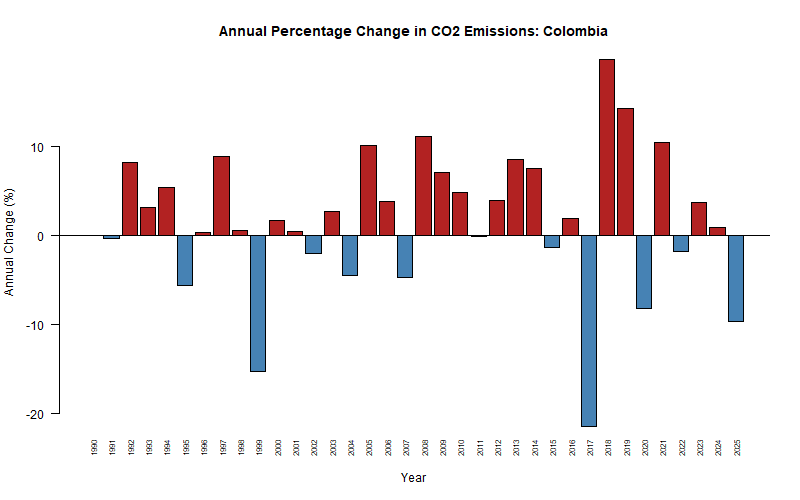 Annual Percentage Change in CO2 Emissions: Colombia
Annual Change (%)
10
0
-10
-20
1990 1991 1992 1993 1994 1995 1996 1997 1998 1999 2000 2001 2002 2003 2004 2005 2006 2007 2008 2009 2010 2011 2012 2013 2014 2015 2016 2017 2018 2019 2020 2021 2022 2023 2024 2025
Year